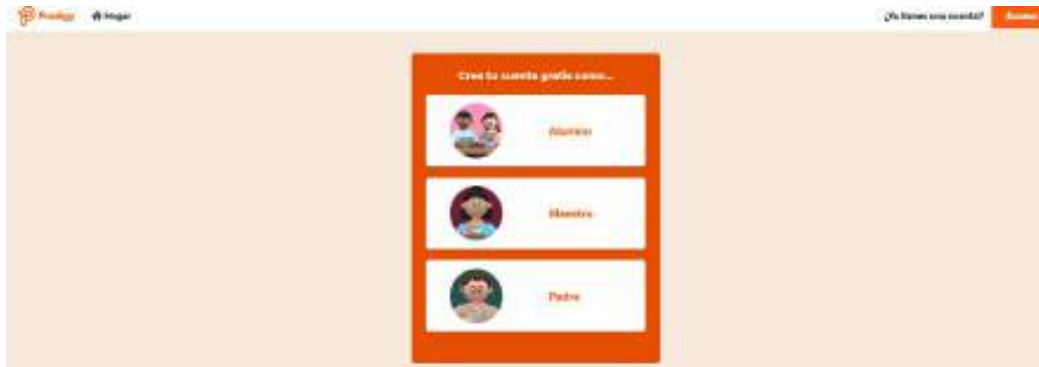 Prodigy
Hogar
¿Ya tienes una cuenta?
Acceso
Crea tu cuenta gratis como...
Alumno
Maestro
Padre